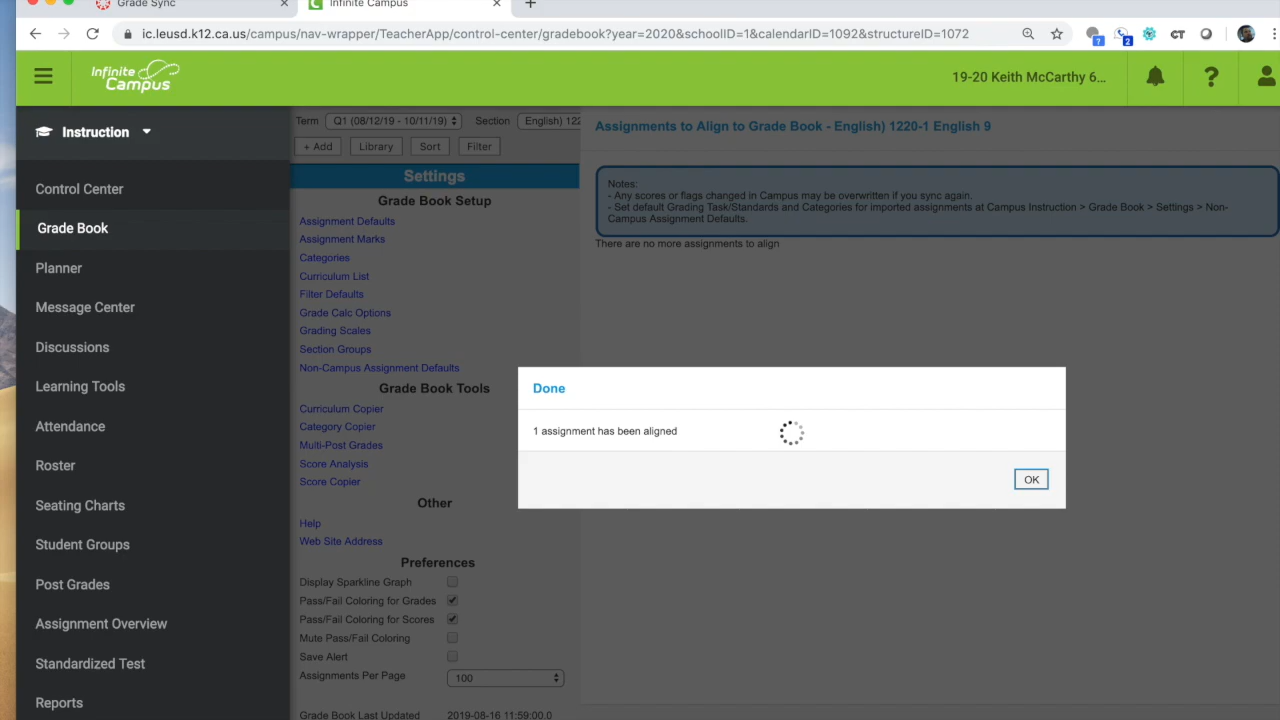 Grade Sync
Infinite Campus
ic.leusd.k12.ca.us/campus/nav-wrapper/TeacherApp/control-center/gradebook?year=2020&schoolID=1&calendarID=1092&structureID=1072
?
2
CT
Infinite
Campus
19-20 Keith McCarthy 6...
?
Instruction
Control Center
Grade Book
Planner
Message Center
Discussions
Learning Tools
Attendance
Roster
Seating Charts
Student Groups
Post Grades
Assignment Overview
Standardized Test
Reports
Term Q1 (08/12/19 - 10/11/19) Section English) 122
+ Add Library Sort Filter
Settings
Grade Book Setup
Assignment Defaults
Assignment Marks
Categories
Curriculum List
Filter Defaults
Grade Calc Options
Grading Scales
Section Groups
Non-Campus Assignment Defaults
Grade Book Tools
Curriculum Copier
Category Copier
Multi-Post Grades
Score Analysis
Score Copier
Other
Help
Web Site Address
Preferences
Display Sparkline Graph
Pass/Fail Coloring for Grades
Pass/Fail Coloring for Scores
Mute Pass/Fail Coloring
Save Alert
Assignments Per Page 100
Grade Book Last Updated 2019-08-16 11:59:00.0
Assignments to Align to Grade Book - English) 1220-1 English 9
Notes:
- Any scores or flags changed in Campus may be overwritten if you sync again.
- Set default Grading Task/Standards and Categories for imported assignments at Campus Instruction > Grade Book > Settings > Non-
Campus Assignment Defaults.
There are no more assignments to align
Done
1 assignment has been aligned
OK